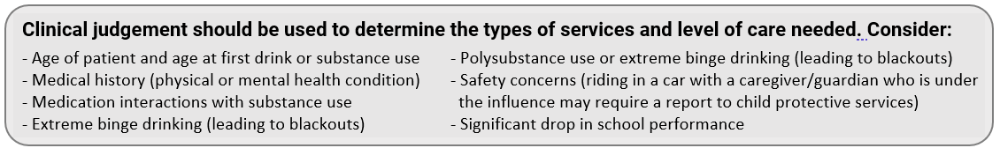 Clinical judgement should be used to determine the types of services and level of care needed. Consider:
- Age of patient and age at first drink or substance use
- Medical history (physical or mental health condition)
- Medication interactions with substance use
- Extreme binge drinking (leading to blackouts)
- Polysubstance use or extreme binge drinking (leading to blackouts)
- Safety concerns (riding in a car with a caregiver/guardian who is under
the influence may require a report to child protective services)
- Significant drop in school performance